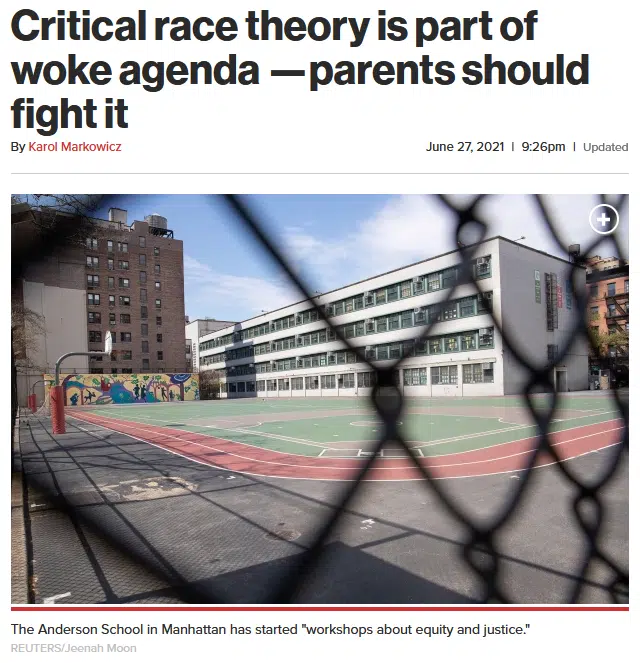 Critical race theory is part of
woke agenda —parents should
fight it
By Karol Markowicz
June 27, 2021 | 9:26pm | Updated
The Anderson School in Manhattan has started "workshops about equity and justice."
REUTERS/Jeenah Moon